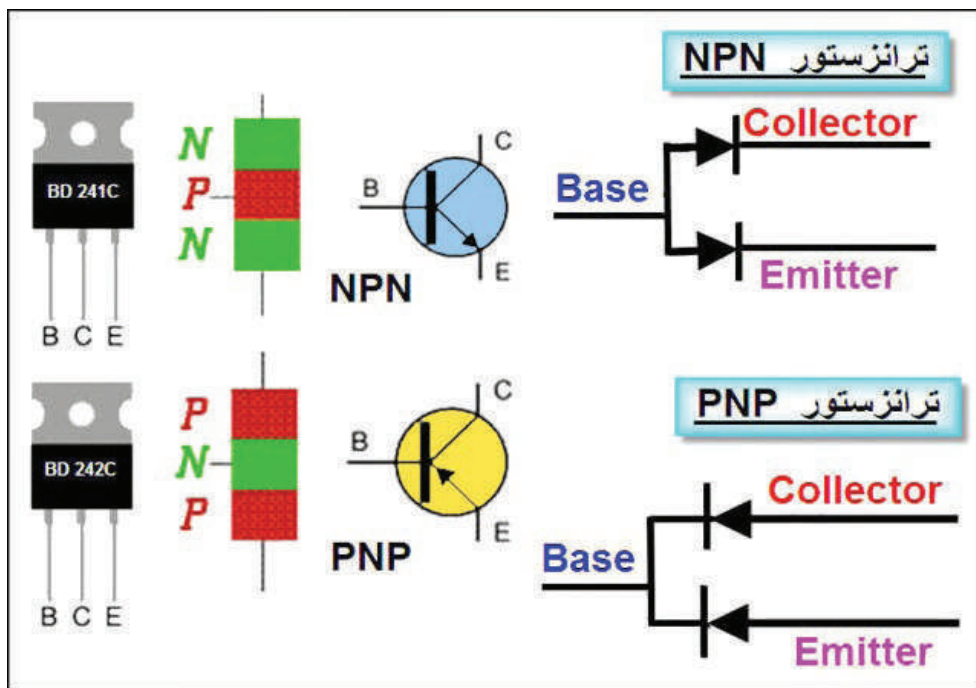 NPN ترانزستور
BD 241C
B C E
N
P
N
B
C
E
NPN
Base
Collector
Emitter
PNP ترانزستور
BD 242C
B C E
P
N
P
B
C
E
PNP
Base
Collector
Emitter